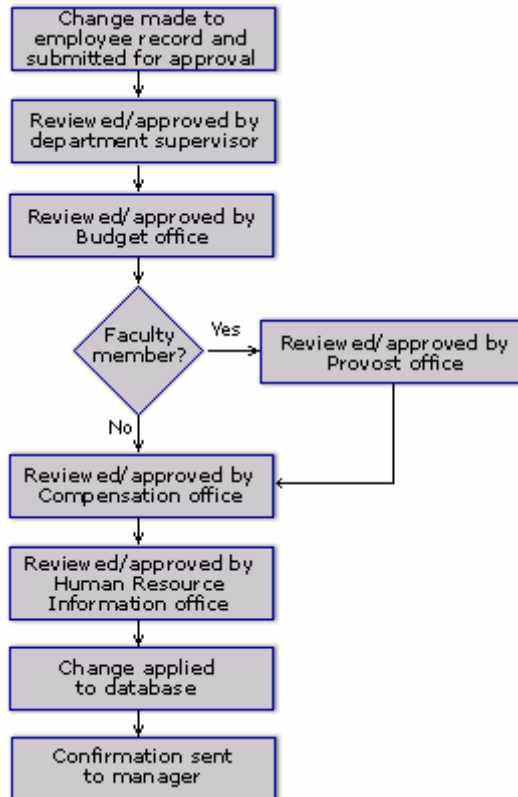 Change made to
employee record and
submitted for approval
Reviewed/approved by
department supervisor
Reviewed/approved by
Budget office
Faculty
member?
Yes
Reviewed/approved by
Provost office
No
Reviewed/approved by
Compensation office
Reviewed/approved by
Human Resource
Information office
Change applied
to database
Confirmation sent
to manager